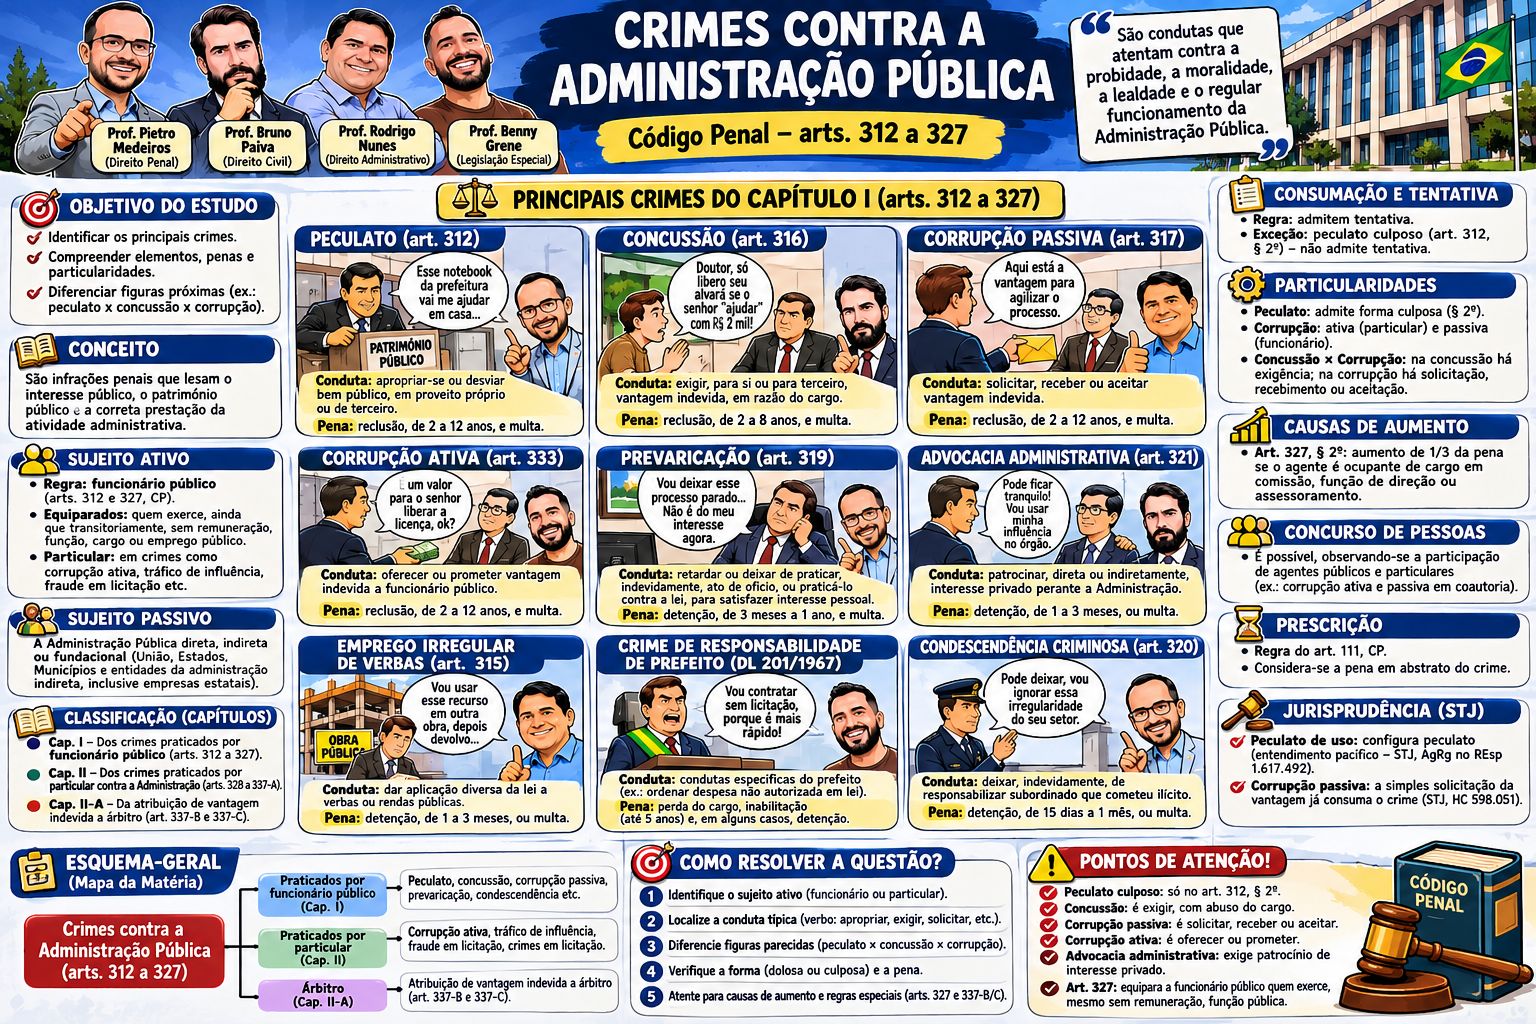 Prof. Pietro
Medeiros
(Direito Penal)
Prof. Bruno
Paiva
(Direito Civil)
Prof. Rodrigo
Nunes
(Direito Administrativo)
Prof. Benny
Grene
(Legislação Especial)
CRIMES CONTRA A
ADMINISTRAÇÃO PÚBLICA
Código Penal – arts. 312 a 327
“São condutas que
atentam contra a
probidade, a moralidade,
a lealdade e o regular
funcionamento da
Administração Pública.”
OBJETIVO DO ESTUDO
Identificar os principais crimes.
Compreender elementos, penas e
particularidades.
Diferenciar figuras próximas (ex.:
peculato x concussão x corrupção).
CONCEITO
São infrações penais que lesam o
interesse público, o património
público e a correta prestação da
atividade administrativa.
SUJEITO ATIVO
• Regra: funcionário público
(arts. 312 e 327, CP).
• Equiparados: quem exerce, ainda
que transitoriamente, sem remuneração,
função, cargo ou emprego público.
• Particular: em crimes como
corrupção ativa, tráfico de influência,
fraude em licitação etc.
SUJEITO PASSIVO
A Administração Pública direta, indireta
ou fundacional (União, Estados,
Municípios e entidades da administração
indireta, inclusive empresas estatais).
CLASSIFICAÇÃO (CAPÍTULOS)
Cap. I – Dos crimes praticados por
funcionário público (arts. 312 a 327).
Cap. II – Dos crimes praticados por
particular contra a Administração (arts. 328 a 337-A).
Cap. II-A – Da atribuição de vantagem
indevida a árbitro (art. 337-B e 337-C).
PRINCIPAIS CRIMES DO CAPÍTULO I (arts. 312 a 327)
PECULATO (art. 312)
Esse notebook
da prefeitura
vai me ajudar
em casa...
PATRIMÓNIO
PÚBLICO
Conduta: apropriar-se ou desviar
bem público, em proveito próprio
ou de terceiro.
Pena: reclusão, de 2 a 12 anos, e multa.
CONCUSSÃO (art. 316)
Doutor, só
libero seu
alvará se o
senhor "ajudar"
com R$ 2 mil!
Conduta: exigir, para si ou para terceiro,
vantagem indevida, em razão do cargo.
Pena: reclusão, de 2 a 8 anos, e multa.
CORRUPÇÃO PASSIVA (art. 317)
Aqui está a
vantagem para
agilizar o
processo.
Conduta: solicitar, receber ou aceitar
vantagem indevida.
Pena: reclusão, de 2 a 12 anos, e multa.
CORRUPÇÃO ATIVA (art. 333)
um valor
para o senhor
liberar a
licença, ok?
Conduta: oferecer ou prometer vantagem
indevida a funcionário público.
Pena: reclusão, de 2 a 12 anos, e multa.
PREVARICAÇÃO (art. 319)
Vou deixar esse
processo parado...
Não é do meu
interesse
agora.
Conduta: retardar ou deixar de praticar,
indevidamente, ato de ofício, ou praticá-lo
contra a lei, para satisfazer interesse pessoal.
Pena: detenção, de 3 meses a 1 ano, e multa.
ADVOCACIA ADMINISTRATIVA (art. 321)
Pode ficar
tranquilo!
Vou usar
minha
influência
no órgão.
Conduta: patrocinar, direta ou indiretamente,
interesse privado perante a Administração.
Pena: detenção, de 1 a 3 meses, ou multa.
EMPREGO IRREGULAR
DE VERBAS (art. 315)
Vou usar
esse recurso
em outra
obra, depois
devolvo...
OBRA
PÚBLICA
Conduta: dar aplicação diversa da lei a
verbas ou rendas públicas.
Pena: detenção, de 1 a 3 meses, ou multa.
CRIME DE RESPONSABILIDADE
DE PREFEITO (DL 201/1967)
Vou contratar
sem licitação,
porque é mais
rápido!
Conduta: condutas específicas do prefeito
(ex.: ordenar despesa não autorizada em lei).
Pena: perda do cargo, inabilitação
(até 5 anos) e, em alguns casos, detenção.
CONDESCENDÊNCIA CRIMINOSA (art. 320)
Pode deixar, vou
ignorar essa
irregularidade
do seu setor.
Conduta: deixar, indevidamente, de
responsabilizar subordinado que cometeu ilícito.
Pena: detenção, de 15 dias a 1 mês, ou multa.
CONSUMAÇÃO E TENTATIVA
• Regra: admitem tentativa.
• Exceção: peculato culposo (art. 312,
§ 2º) – não admite tentativa.
PARTICULARIDADES
• Peculato: admite forma culposa (§ 2º).
• Corrupção: ativa (particular) e passiva
(funcionário).
• Concussão × Corrupção: na concussão há
exigência; na corrupção há solicitação,
recebimento ou aceitação.
CAUSAS DE AUMENTO
• Art. 327, § 2º: aumento de 1/3 da pena
se o agente é ocupante de cargo em
comissão, função de direção ou
assessoramento.
CONCURSO DE PESSOAS
• É possível, observando-se a participação
de agentes públicos e particulares
(ex.: corrupção ativa e passiva em coautoria).
PRESCRIÇÃO
• Regra do art. 111, CP.
• Considera-se a pena em abstrato do crime.
JURISPRUDÊNCIA (STJ)
Peculato de uso: configura peculato
(entendimento pacífico – STJ, AgRg no REsp
1.617.492).
Corrupção passiva: a simples solicitação da
vantagem já consuma o crime (STJ, HC 598.051).
ESQUEMA-GERAL
(Mapa da Matéria)
Crimes contra a
Administração Pública
(arts. 312 a 327)
Praticados por
funcionário público
(Cap. I)
Peculato, concussão, corrupção passiva,
prevaricação, condescendência etc.
Praticados por
particular
(Cap. II)
Corrupção ativa, tráfico de influência,
fraude em licitação, crimes em licitação.
Árbitro
(Cap. II-A)
Atribuição de vantagem indevida a árbitro
(art. 337-B e 337-C).
COMO RESOLVER A QUESTÃO?
1 Identifique o sujeito ativo (funcionário ou particular).
2 Localize a conduta típica (verbo: apropriar, exigir, solicitar, etc.).
3 Diferencie figuras parecidas (peculato × concussão × corrupção).
4 Verifique a forma (dolosa ou culposa) e a pena.
5 Atente para causas de aumento e regras especiais (arts. 327 e 337-B/C).
PONTOS DE ATENÇÃO!
Peculato culposo: só no art. 312, § 2º.
Concussão: é exigir, com abuso do cargo.
Corrupção passiva: é solicitar, receber ou aceitar.
Corrupção ativa: é oferecer ou prometer.
Advocacia administrativa: exige patrocínio de
interesse privado.
Art. 327: equipara a funcionário público quem exerce,
mesmo sem remuneração, função pública.
CÓDIGO
PENAL